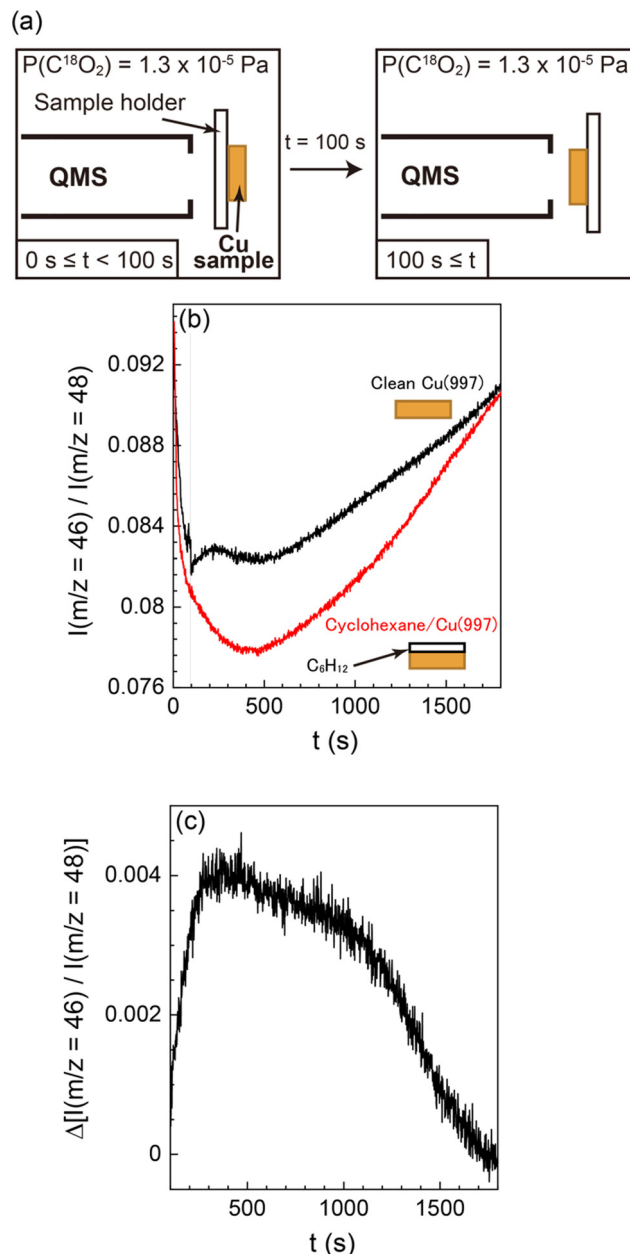 (a)
P(C¹⁸O₂) = 1.3 x 10⁻⁵ Pa
P(C¹⁸O₂) = 1.3 x 10⁻⁵ Pa
Sample holder
t = 100 s
QMS
QMS
Cu
sample
0 s ≤ t < 100 s
100 s ≤ t
(b)
I(m/z = 46) / I(m/z = 48)
0.092
0.088
0.084
0.08
0.076
Clean Cu(997)
Cyclohexane/Cu(997)
C₆H₁₂
0
500
1000
1500
t (s)
(c)
Δ[I(m/z = 46) / I(m/z = 48)]
0.004
0.002
0
500
1000
1500
t (s)